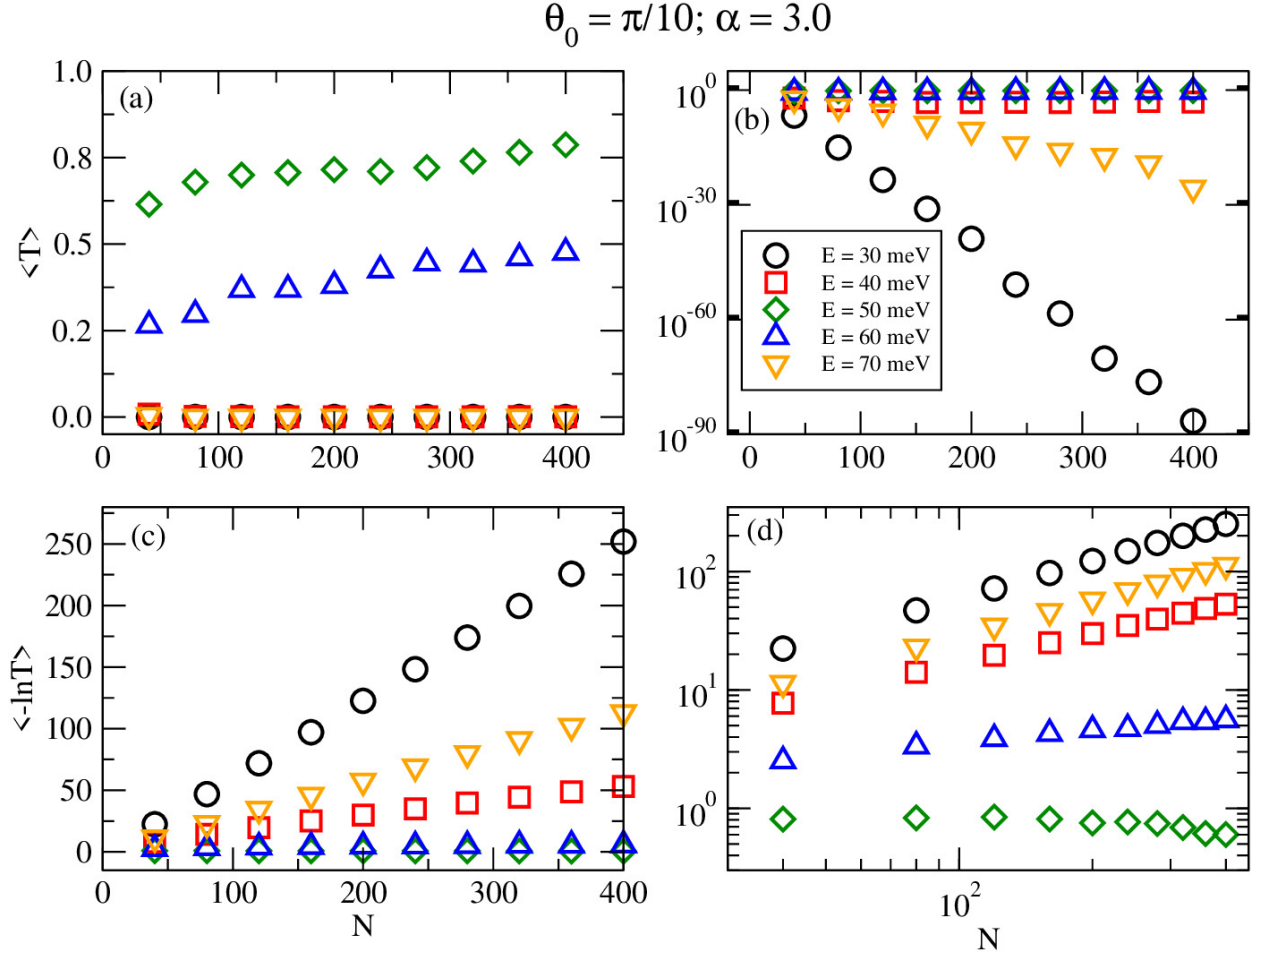 θ0 = π/10; α = 3.0
(a)
1.0
0.8
0.5
0.2
0.0
<T>
0 100 200 300 400
(b)
10^0
10^-30
10^-60
10^-90
E = 30 meV
E = 40 meV
E = 50 meV
E = 60 meV
E = 70 meV
0 100 200 300 400
(c)
250
200
150
100
50
0
<-lnT>
0 100 200 300 400
N
(d)
10^2
10^1
10^0
10^2
N